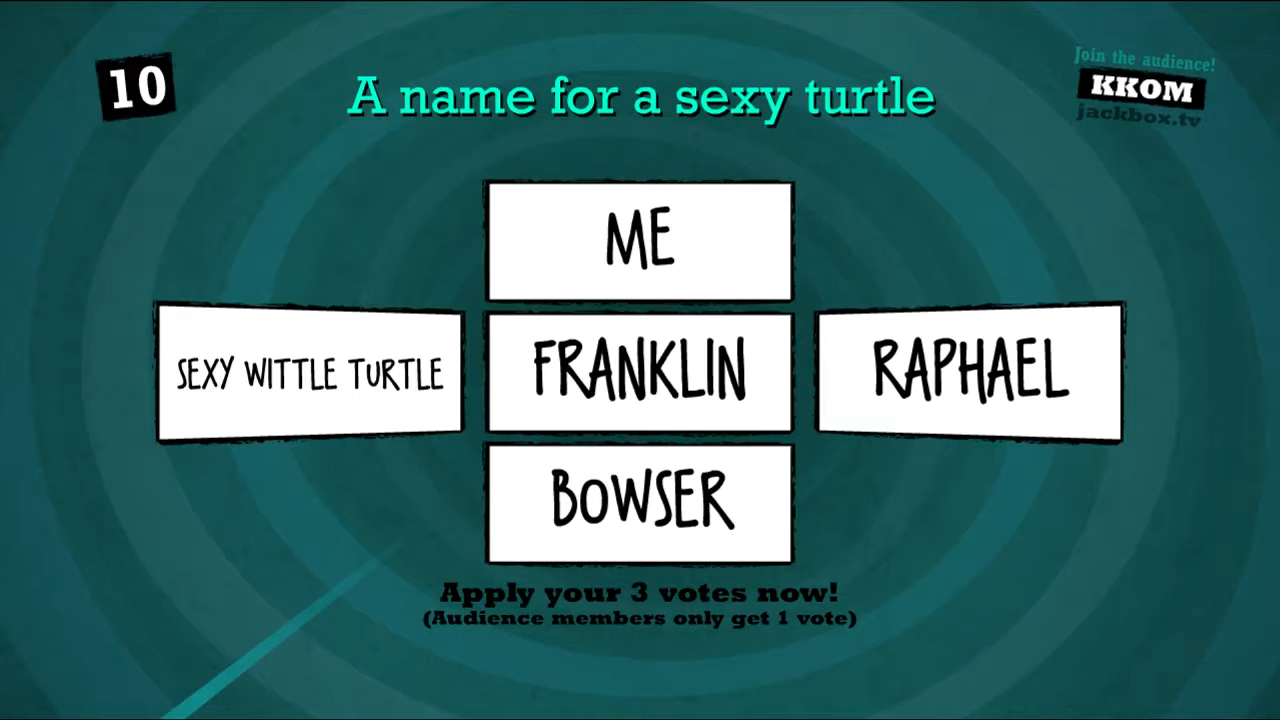 10
A name for a sexy turtle
Join the audience!
KKOM
jackbox.tv
ME
SEXY WITTLE TURTLE
FRANKLIN
RAPHAEL
BOWSER
Apply your 3 votes now!
(Audience members only get 1 vote)